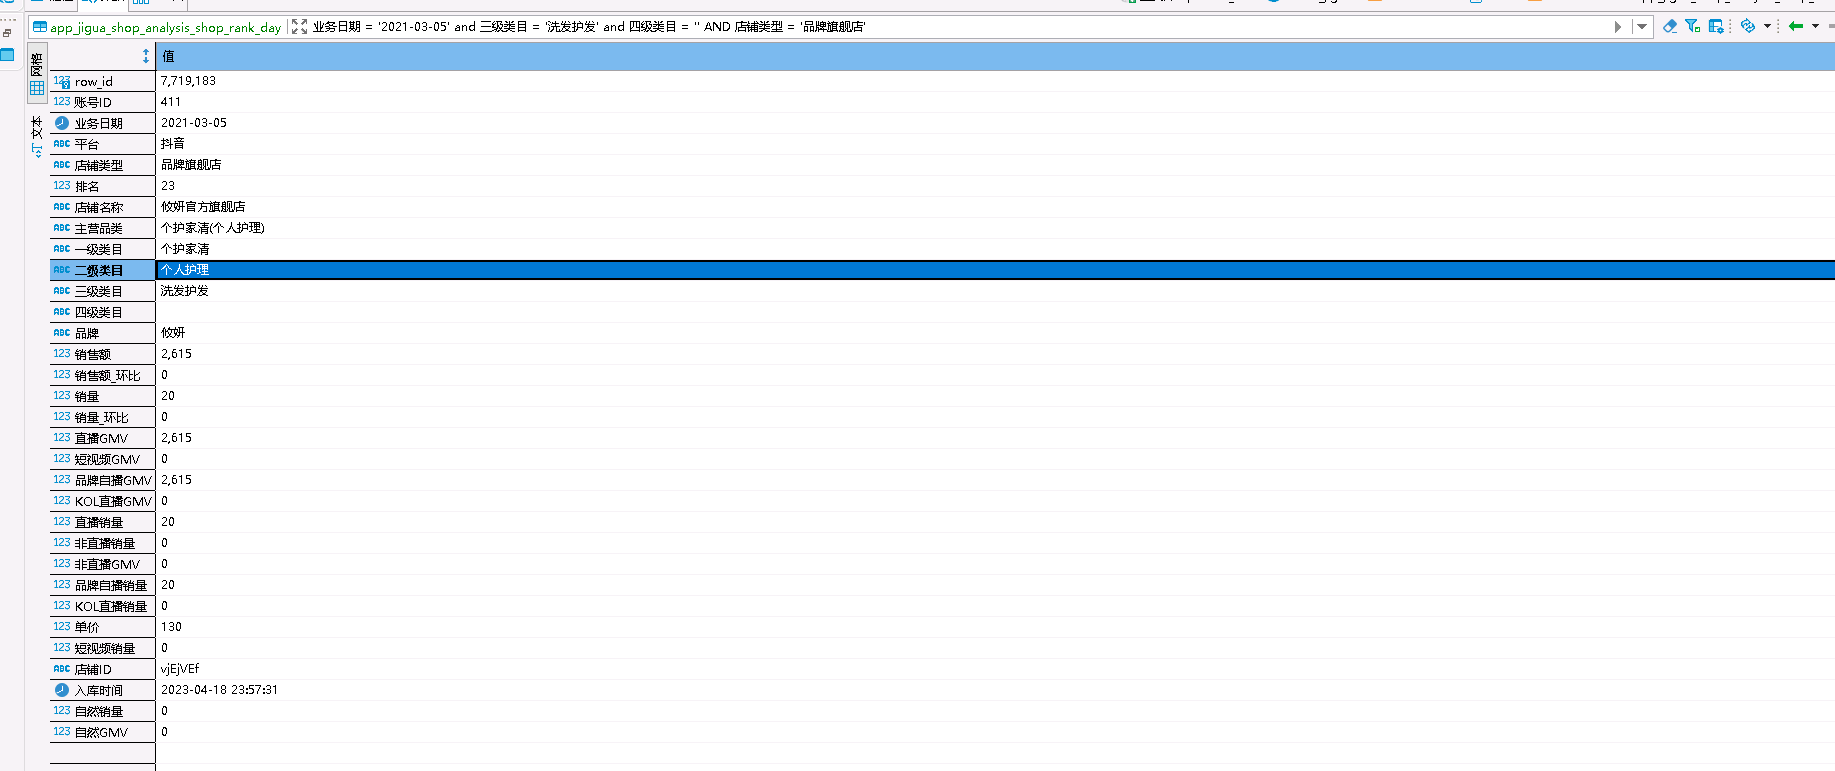 app_jigua_shop_analysis_shop_rank_day 业务日期 = '2021-03-05' and 三级类目 = '洗发护发' and 四级类目 = '' AND 店铺类型 = '品牌旗舰店'
网格
文本
值
123 row_id 7,719,183
123 账号ID 411
业务日期 2021-03-05
ABC 平台 抖音
ABC 店铺类型 品牌旗舰店
123 排名 23
ABC 店铺名称 攸妍官方旗舰店
ABC 主营品类 个护家清(个人护理)
ABC 一级类目 个护家清
ABC 二级类目 个人护理
ABC 三级类目 洗发护发
ABC 四级类目
ABC 品牌 攸妍
123 销售额 2,615
123 销售额_环比 0
123 销量 20
123 销量_环比 0
123 直播GMV 2,615
123 短视频GMV 0
123 品牌自播GMV 2,615
123 KOL直播GMV 0
123 直播销量 20
123 非直播销量 0
123 非直播GMV 0
123 品牌自播销量 20
123 KOL直播销量 0
123 单价 130
123 短视频销量 0
ABC 店铺ID vjEjVEf
入库时间 2023-04-18 23:57:31
123 自然销量 0
123 自然GMV 0